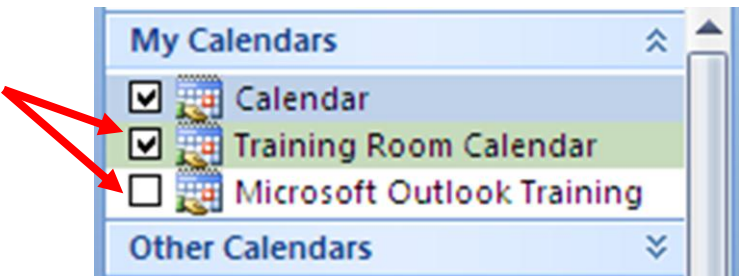 My Calendars
Calendar
Training Room Calendar
Microsoft Outlook Training
Other Calendars